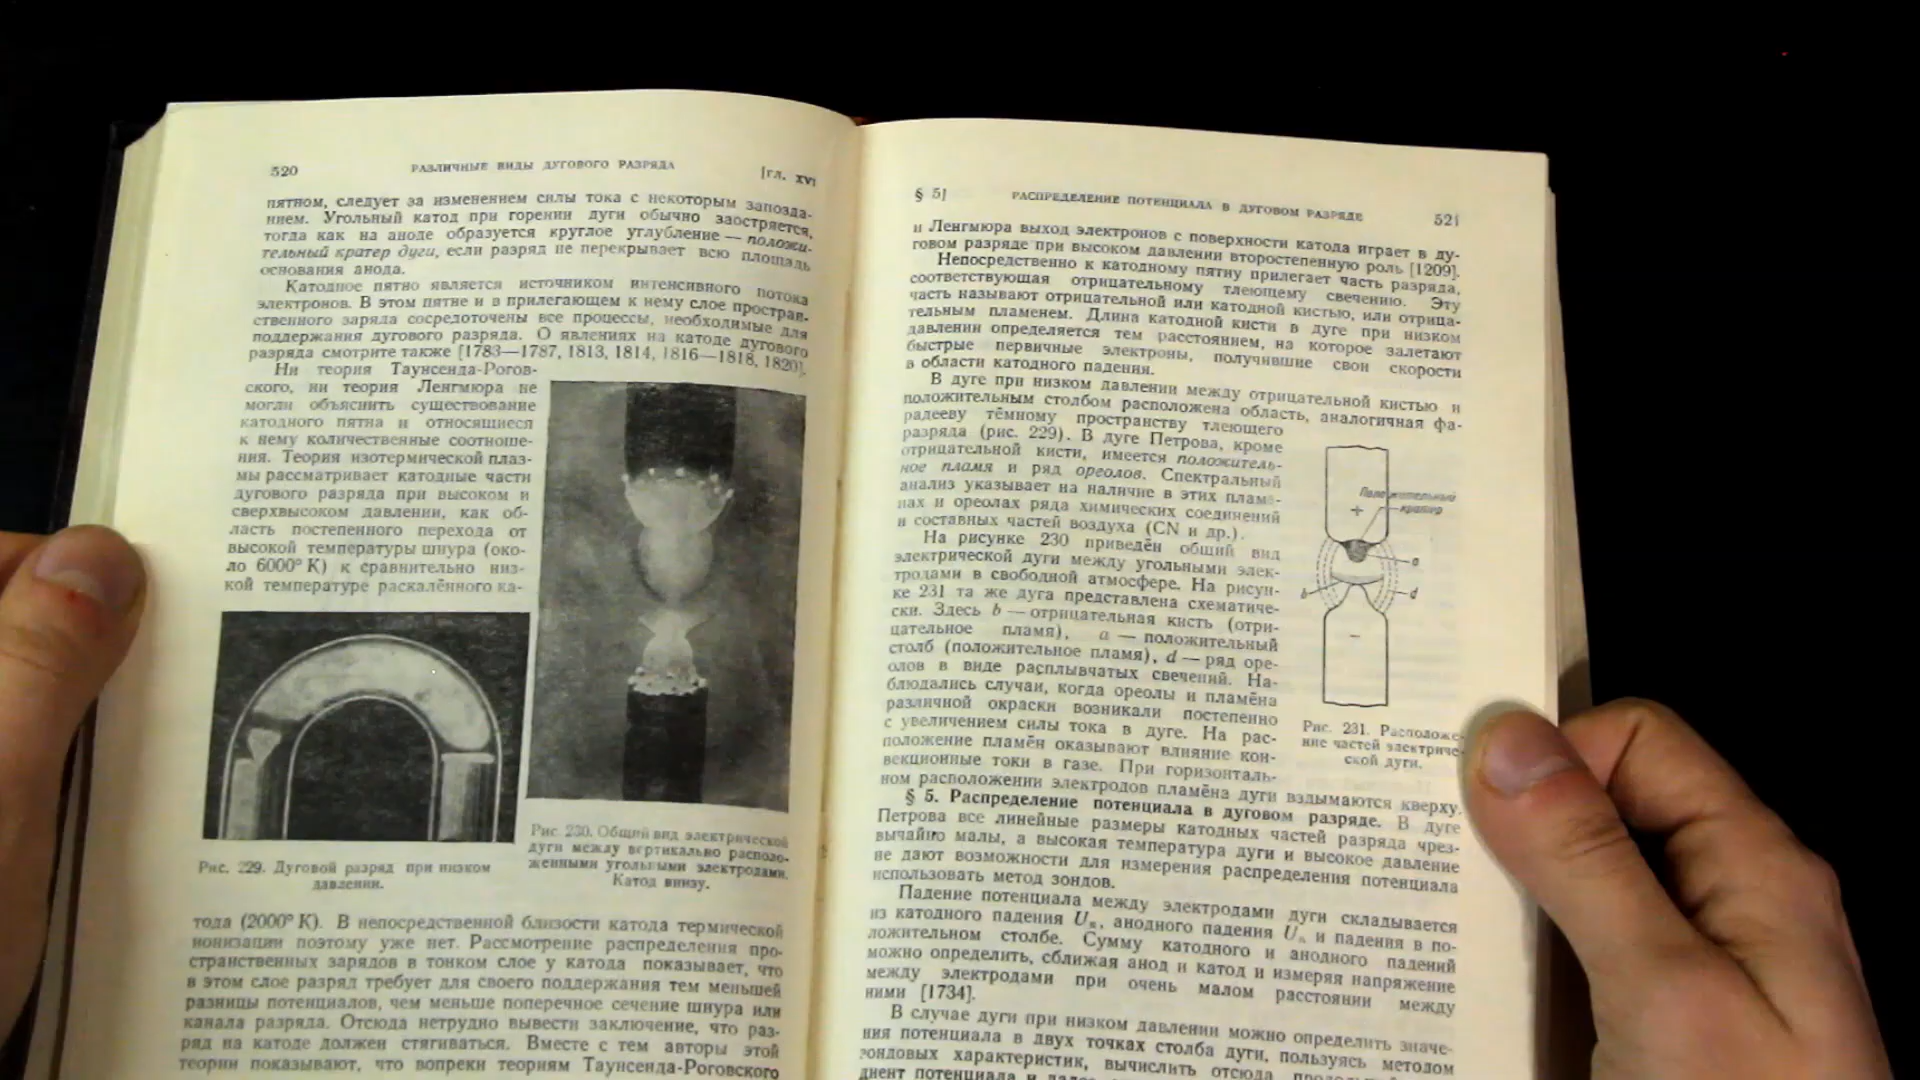 520
РАЗЛИЧНЫЕ ВИДЫ ДУГОВОГО РАЗРЯДА
[ГЛ. XVI
пятном, следует за изменением силы тока с некоторым запозда-
нием. Угольный катод при горении дуги обычно заостряется,
тогда как на аноде образуется круглое углубление — положи-
тельный кратер дуги, если разряд не перекрывает всю площадь
основания анода.
Катодное пятно является источником интенсивного потока
электронов. В этом пятне и в прилегающем к нему слое простран-
ственного заряда сосредоточены все процессы, необходимые для
поддержания дугового разряда. О явлениях на катоде дугового
разряда смотрите также [1783—1787, 1813, 1814, 1816—1818, 1820].
Ни теория Таунсенда-Рогов-
ского, ни теория Ленгмюра не
могли объяснить существование
катодного пятна и относящиеся
к нему количественные соотноше-
ния. Теория изотермической плаз-
мы рассматривает катодные части
дугового разряда при высоком и
сверхвысоком давлении, как об-
ласть постепенного перехода от
высокой температуры шнура (око-
ло 6000° К) к сравнительно низ-
кой температуре раскалённого ка-
Рис. 229. Дуговой разряд при низком
давлении.
Рис. 230. Общий вид электрической
дуги между вертикально располо-
женными угольными электродами.
Катод внизу.
тода (2000° К). В непосредственной близости катода термической
ионизации поэтому уже нет. Рассмотрение распределения про-
странственных зарядов в тонком слое у катода показывает, что
в этом слое разряд требует для своего поддержания тем меньшей
разницы потенциалов, чем меньше поперечное сечение шнура или
канала разряда. Отсюда нетрудно вывести заключение, что раз-
ряд на катоде должен стягиваться. Вместе с тем авторы этой
теории показывают, что вопреки теориям Таунсенда-Роговского
§ 5]
РАСПРЕДЕЛЕНИЕ ПОТЕНЦИАЛА В ДУГОВОМ РАЗРЯДЕ
521
и Ленгмюра выход электронов с поверхности катода играет в ду-
говом разряде при высоком давлении второстепенную роль [1209].
Непосредственно к катодному пятну прилегает часть разряда,
соответствующая отрицательному тлеющему свечению. Эту
часть называют отрицательной или катодной кистью, или отрица-
тельным пламенем. Длина катодной кисти в дуге при низком
давлении определяется тем расстоянием, на которое залетают
быстрые первичные электроны, получившие свои скорости
в области катодного падения.
В дуге при низком давлении между отрицательной кистью и
положительным столбом расположена область, аналогичная фа-
радееву тёмному пространству тлеющего
разряда (рис. 229). В дуге Петрова, кроме
отрицательной кисти, имеется положитель-
ное пламя и ряд ореолов. Спектральный
анализ указывает на наличие в этих пламе-
нах и ореолах ряда химических соединений
и составных частей воздуха (CN и др.).
На рисунке 230 приведён общий вид
электрической дуги между угольными элек-
тродами в свободной атмосфере. На рисун-
ке 231 та же дуга представлена схематиче-
ски. Здесь b — отрицательная кисть (отри-
цательное пламя), a — положительный
столб (положительное пламя), d — ряд оре-
олов в виде расплывчатых свечений. На-
блюдались случаи, когда ореолы и пламёна
различной окраски возникали постепенно
с увеличением силы тока в дуге. На рас-
положение пламён оказывают влияние кон-
векционные токи в газе. При горизонталь-
ном расположении электродов пламёна дуги вздымаются кверху.
Положительный
кратер
+
a
b
d
−
Рис. 231. Расположе-
ние частей электриче-
ской дуги.
§ 5. Распределение потенциала в дуговом разряде. В дуге
Петрова все линейные размеры катодных частей разряда чрез-
вычайно малы, а высокая температура дуги и высокое давление
не дают возможности для измерения распределения потенциала
использовать метод зондов.
Падение потенциала между электродами дуги складывается
из катодного падения U, анодного падения U и падения в по-
ложительном столбе. Сумму катодного и анодного падений
можно определить, сближая анод и катод и измеряя напряжение
между электродами при очень малом расстоянии между
ними [1734].
В случае дуги при низком давлении можно определить значе-
ния потенциала в двух точках столба дуги, пользуясь методом
зондовых характеристик, вычислить отсюда
диент потенциала и